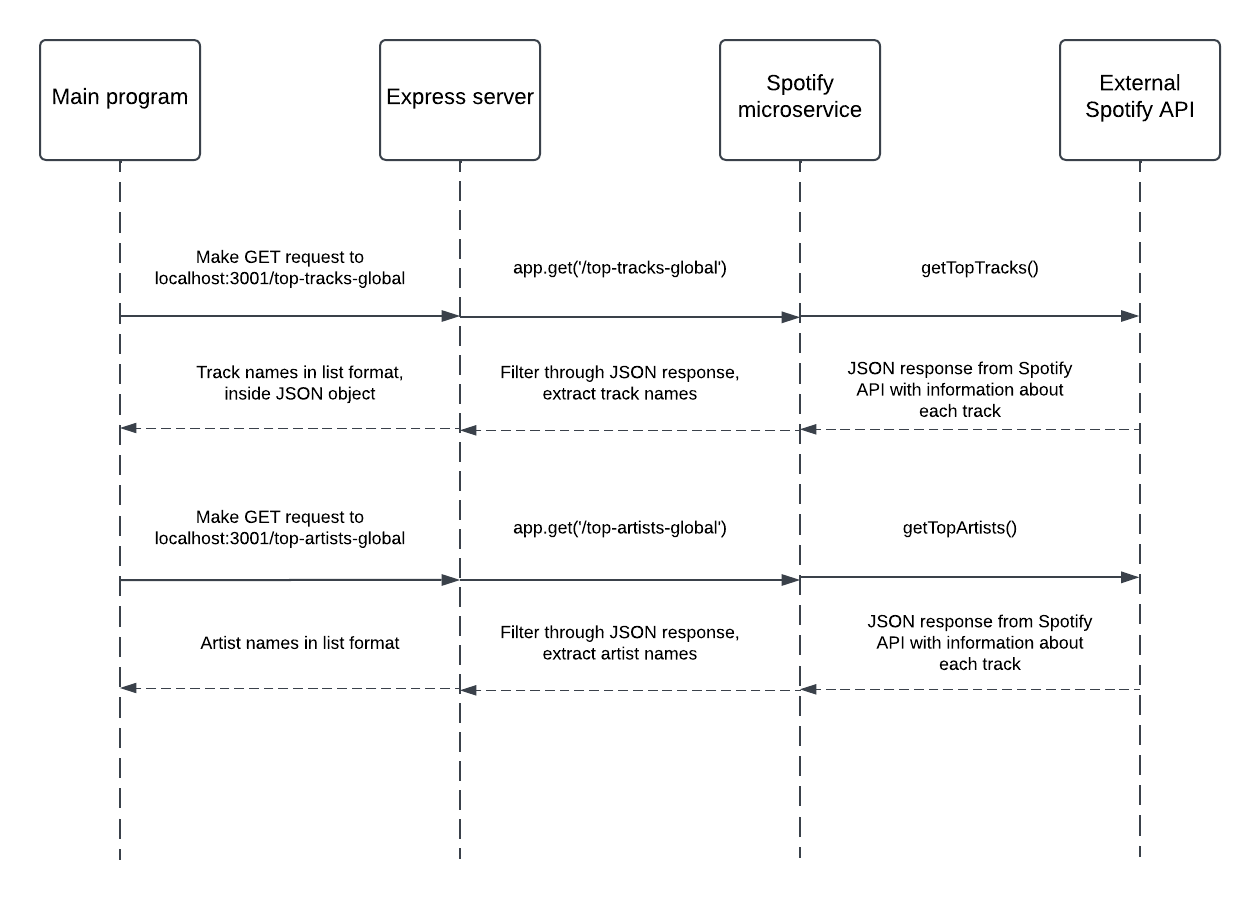 Main program
Express server
Spotify
microservice
External
Spotify API
Make GET request to
localhost:3001/top-tracks-global
app.get('/top-tracks-global')
getTopTracks()
Track names in list format,
inside JSON object
Filter through JSON response,
extract track names
JSON response from Spotify
API with information about
each track
Make GET request to
localhost:3001/top-artists-global
app.get('/top-artists-global')
getTopArtists()
Artist names in list format
Filter through JSON response,
extract artist names
JSON response from Spotify
API with information about
each track